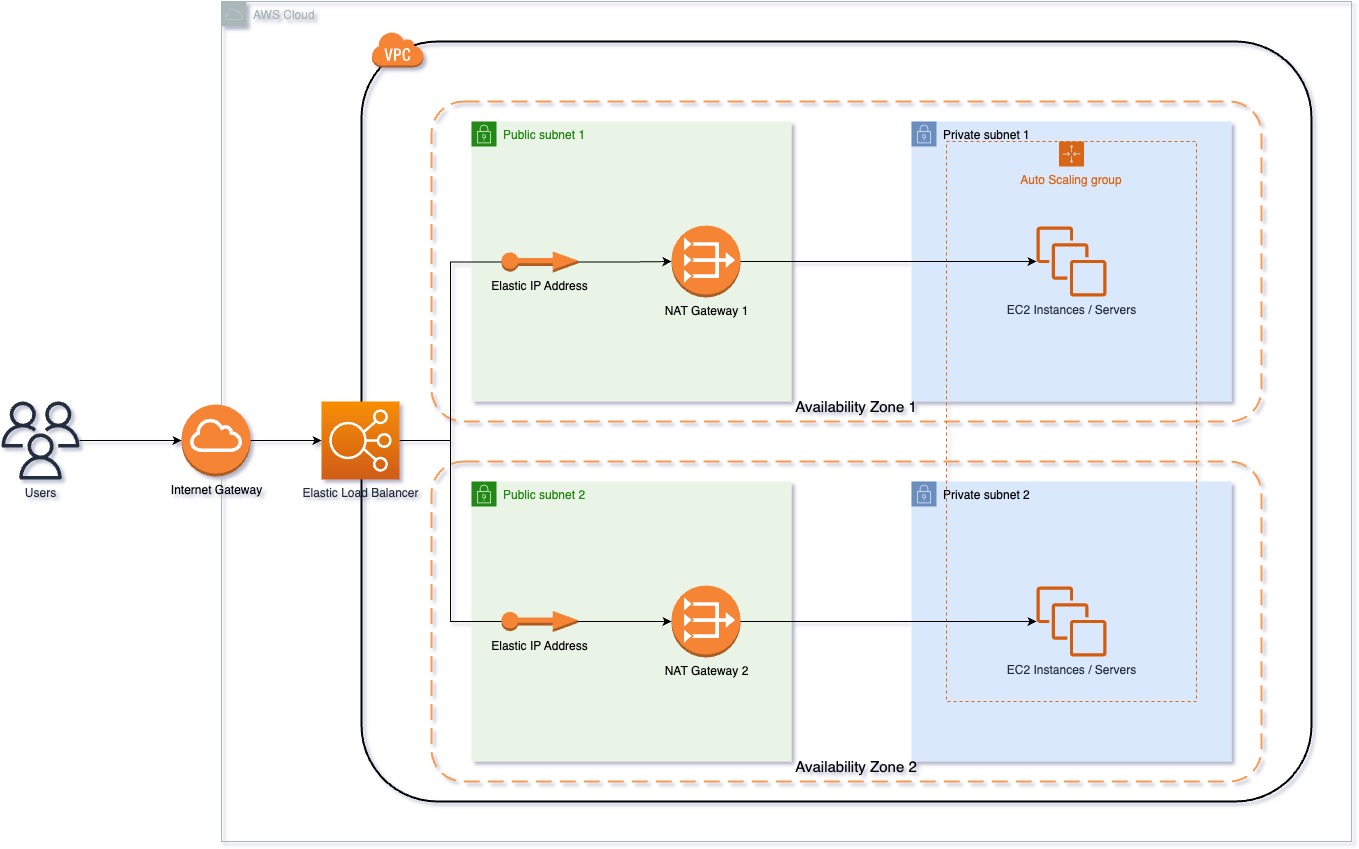 AWS Cloud
VPC
Public subnet 1
Private subnet 1
Auto Scaling group
Elastic IP Address
NAT Gateway 1
EC2 Instances / Servers
Availability Zone 1
Users
Internet Gateway
Elastic Load Balancer
Public subnet 2
Private subnet 2
Elastic IP Address
NAT Gateway 2
EC2 Instances / Servers
Availability Zone 2